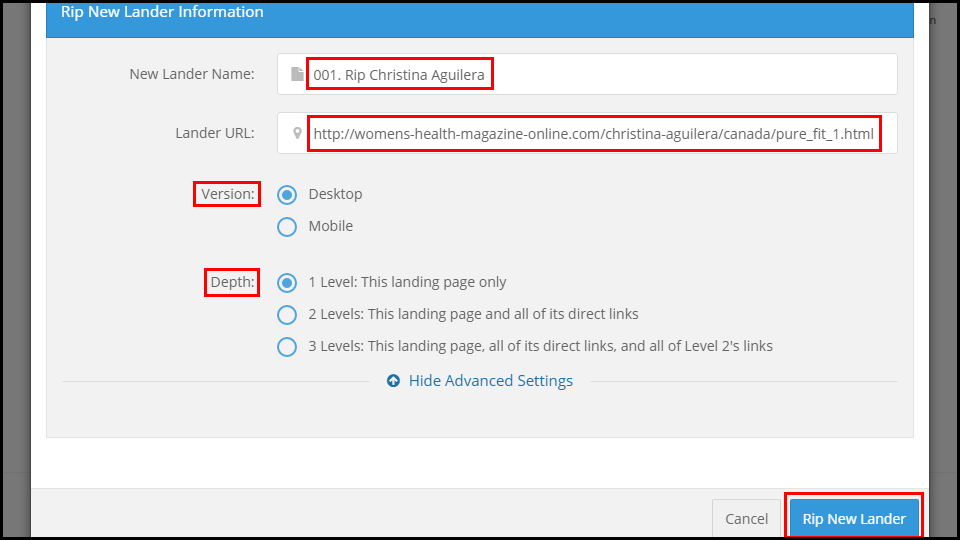 Rip New Lander Information
New Lander Name: 001. Rip Christina Aguilera
Lander URL: http://womens-health-magazine-online.com/christina-aguilera/canada/pure_fit_1.html
Version: Desktop
Mobile
Depth: 1 Level: This landing page only
2 Levels: This landing page and all of its direct links
3 Levels: This landing page, all of its direct links, and all of Level 2's links
Hide Advanced Settings
Cancel Rip New Lander